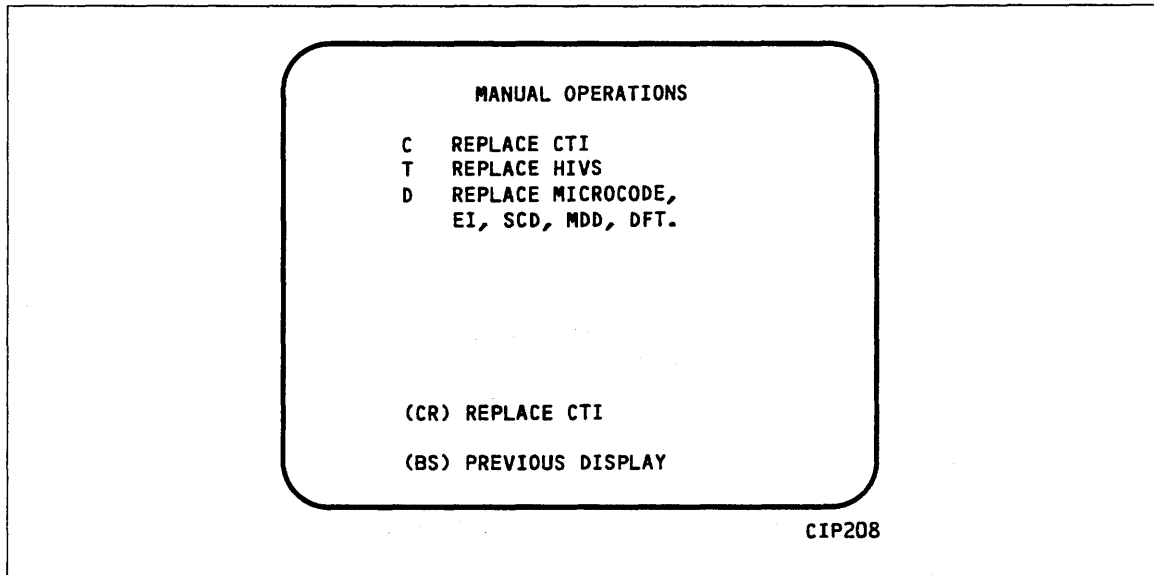 MANUAL OPERATIONS
C REPLACE CTI
T REPLACE HIVS
D REPLACE MICROCODE,
EI, SCD, MDD, DFT.
(CR) REPLACE CTI
(BS) PREVIOUS DISPLAY
CIP208